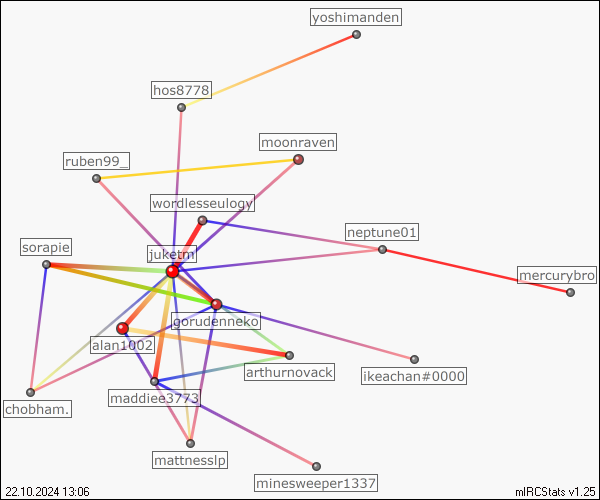 yoshimanden
hos8778
moonraven
ruben99_
wordlesseulogy
neptune01
sorapie
juketm
mercurybro
gorudenneko
alan1002
arthurnovack
ikeachan#0000
maddiee3773
chobham.
mattnesslp
minesweeper1337
22.10.2024 13:06
mIRCStats v1.25